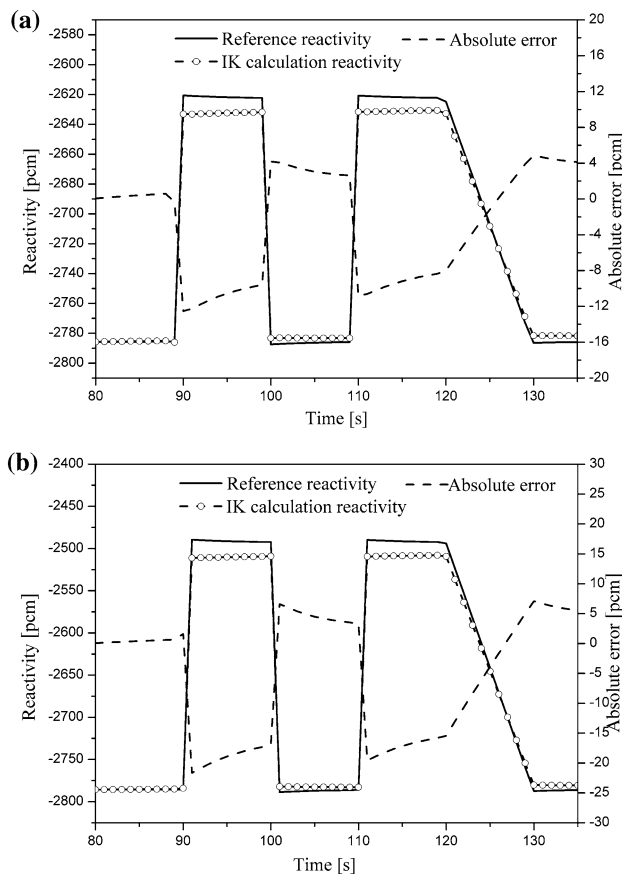 (a)
Reference reactivity
Absolute error
IK calculation reactivity
-2580
-2600
-2620
-2640
-2660
-2680
-2700
-2720
-2740
-2760
-2780
-2800
Reactivity [pcm]
20
16
12
8
4
0
-4
-8
-12
-16
-20
Absolute error [pcm]
80 90 100 110 120 130
Time [s]
(b)
Reference reactivity
Absolute error
IK calculation reactivity
-2400
-2450
-2500
-2550
-2600
-2650
-2700
-2750
-2800
Reactivity [pcm]
30
25
20
15
10
5
0
-5
-10
-15
-20
-25
-30
Absolute error [pcm]
80 90 100 110 120 130
Time [s]